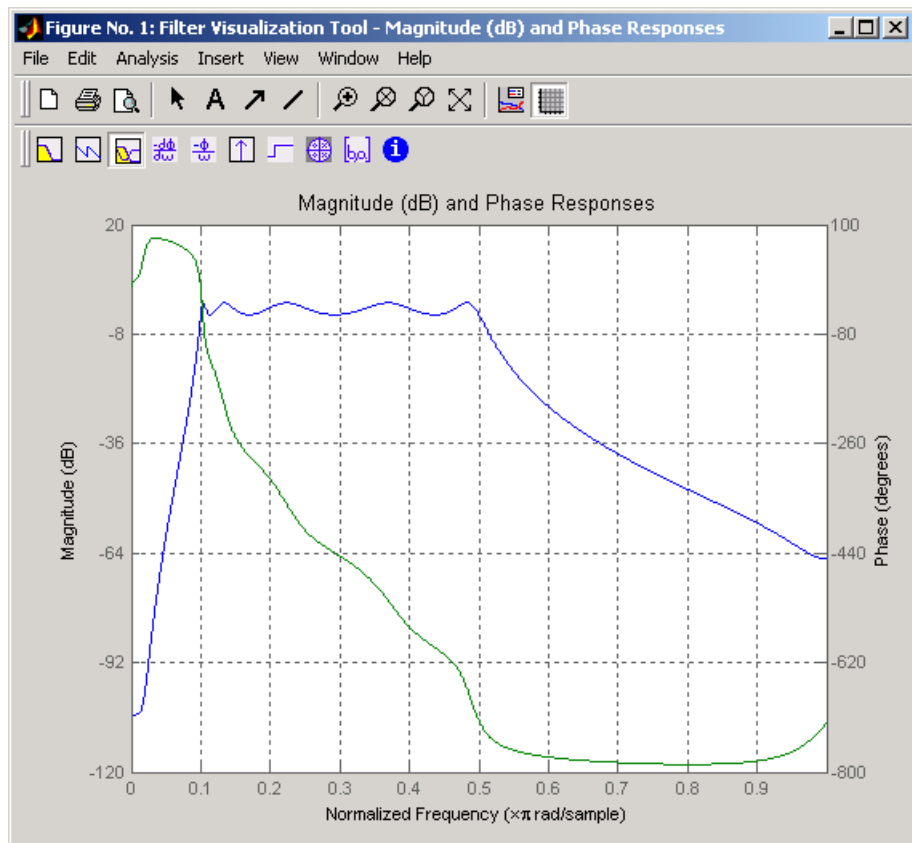 Figure No. 1: Filter Visualization Tool - Magnitude (dB) and Phase Responses
File Edit Analysis Insert View Window Help
A
-dΦ
dω
-Φ
ω
[b,a]
i
Magnitude (dB) and Phase Responses
20
-8
-36
-64
-92
-120
Magnitude (dB)
100
-80
-260
-440
-620
-800
Phase (degrees)
0 0.1 0.2 0.3 0.4 0.5 0.6 0.7 0.8 0.9
Normalized Frequency (×π rad/sample)